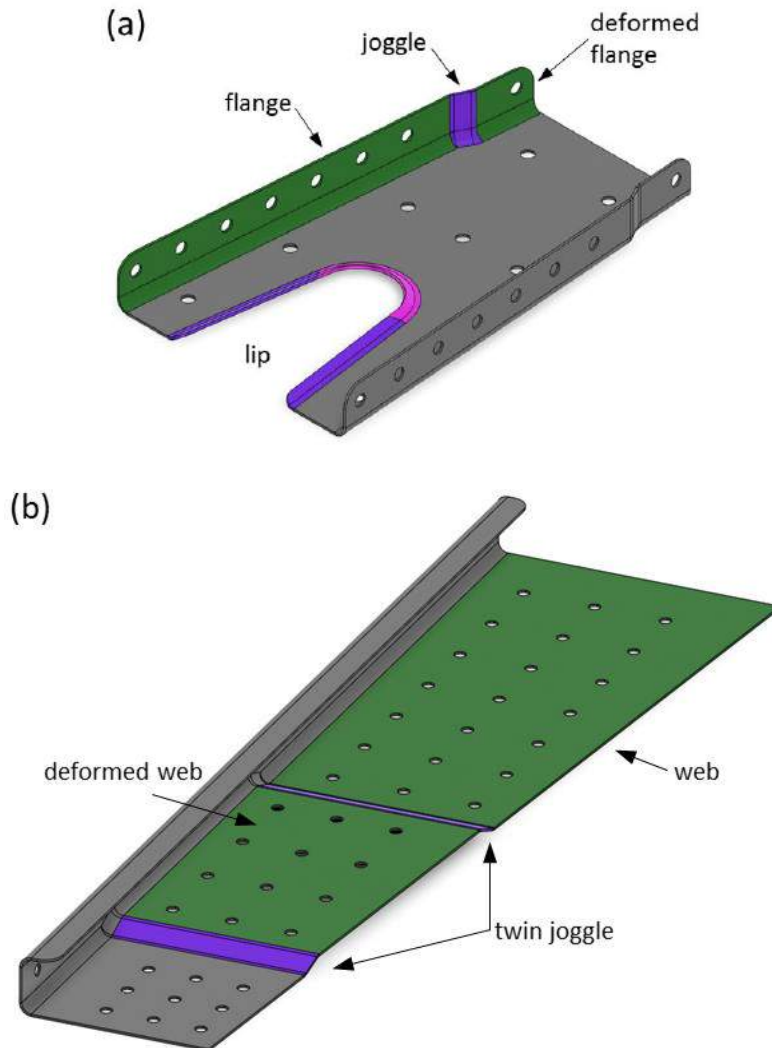 (a)
joggle
deformed
flange
flange
lip
(b)
deformed web
web
twin joggle